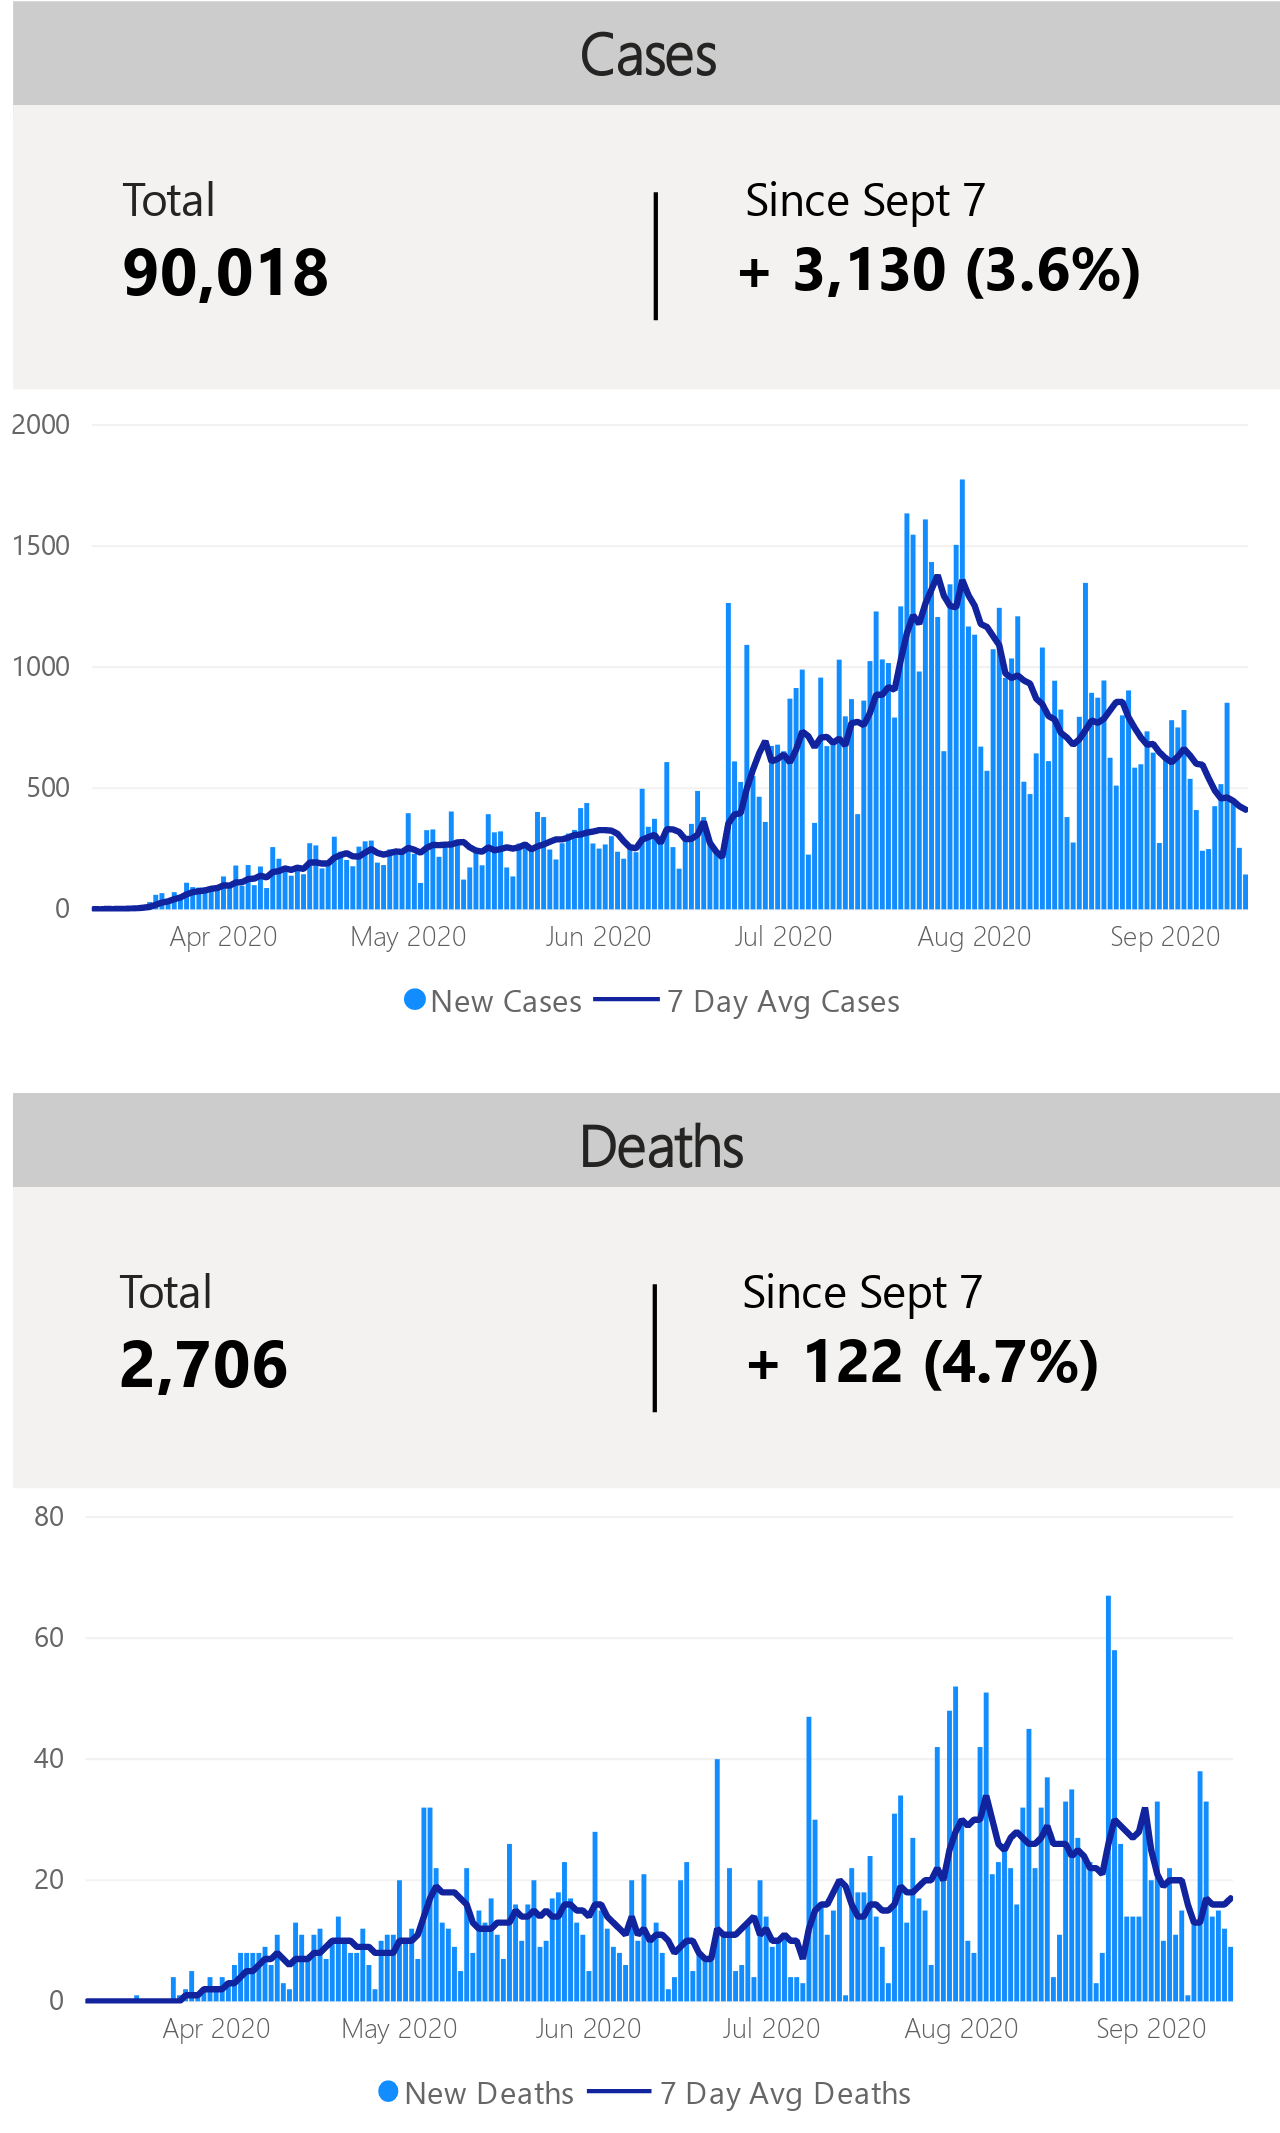 Cases
Total
90,018
Since Sept 7
+ 3,130 (3.6%)
2000
1500
1000
500
0
Apr 2020 May 2020 Jun 2020 Jul 2020 Aug 2020 Sep 2020
New Cases 7 Day Avg Cases
Deaths
Total
2,706
Since Sept 7
+ 122 (4.7%)
80
60
40
20
0
Apr 2020 May 2020 Jun 2020 Jul 2020 Aug 2020 Sep 2020
New Deaths 7 Day Avg Deaths